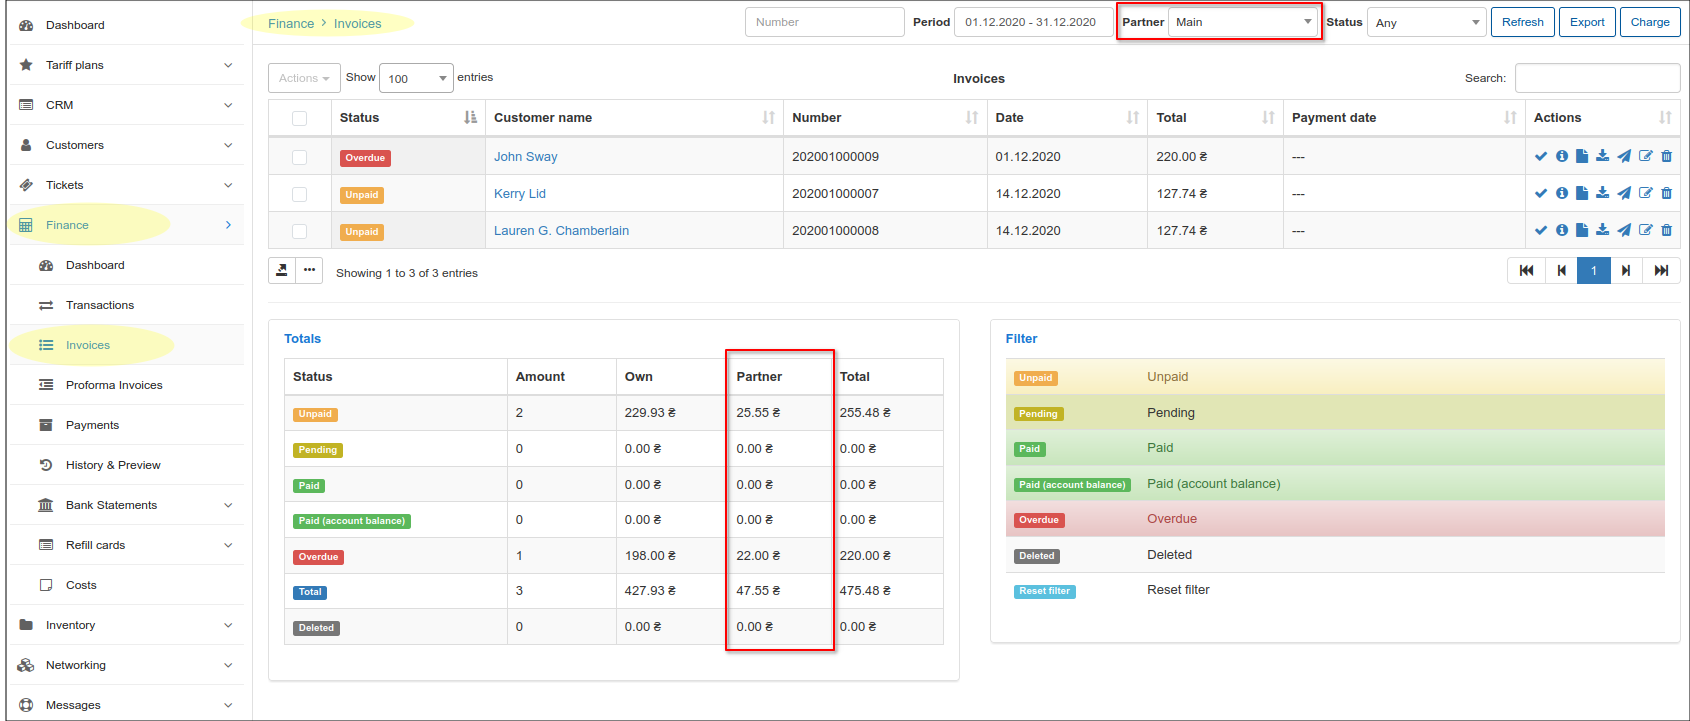 Dashboard
Tariff plans
CRM
Customers
Tickets
Finance
Dashboard
Transactions
Invoices
Proforma Invoices
Payments
History & Preview
Bank Statements
Refill cards
Costs
Inventory
Networking
Messages
Finance > Invoices
Number Period 01.12.2020 - 31.12.2020 Partner Main Status Any Refresh Export Charge
Actions Show 100 entries Invoices Search:
Status Customer name Number Date Total Payment date Actions
Overdue John Sway 202001000009 01.12.2020 220.00 ₴ ---
Unpaid Kerry Lid 202001000007 14.12.2020 127.74 ₴ ---
Unpaid Lauren G. Chamberlain 202001000008 14.12.2020 127.74 ₴ ---
Showing 1 to 3 of 3 entries 1
Totals
Status Amount Own Partner Total
Unpaid 2 229.93 ₴ 25.55 ₴ 255.48 ₴
Pending 0 0.00 ₴ 0.00 ₴ 0.00 ₴
Paid 0 0.00 ₴ 0.00 ₴ 0.00 ₴
Paid (account balance) 0 0.00 ₴ 0.00 ₴ 0.00 ₴
Overdue 1 198.00 ₴ 22.00 ₴ 220.00 ₴
Total 3 427.93 ₴ 47.55 ₴ 475.48 ₴
Deleted 0 0.00 ₴ 0.00 ₴ 0.00 ₴
Filter
Unpaid Unpaid
Pending Pending
Paid Paid
Paid (account balance) Paid (account balance)
Overdue Overdue
Deleted Deleted
Reset filter Reset filter